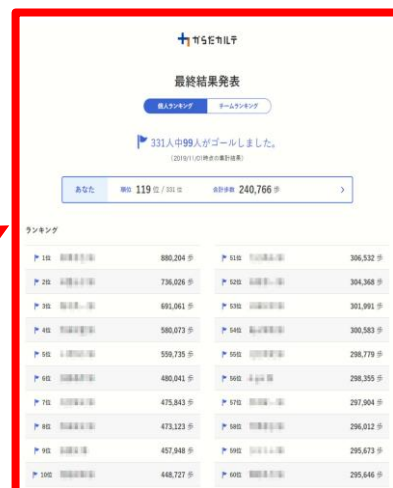 からだカルテ
最終結果発表
個人ランキング チームランキング
331人中99人がゴールしました。
(2019/11/01時点の集計結果)
あなた 順位 119 位 / 331 位 合計歩数 240,766 歩
ランキング
1位 880,204 歩 51位 306,532 歩
2位 736,026 歩 52位 304,368 歩
3位 691,061 歩 53位 301,991 歩
4位 580,073 歩 54位 300,583 歩
5位 559,735 歩 55位 298,779 歩
6位 480,041 歩 56位 298,355 歩
7位 475,843 歩 57位 297,904 歩
8位 473,123 歩 58位 296,012 歩
9位 457,948 歩 59位 295,673 歩
10位 448,727 歩 60位 295,646 歩